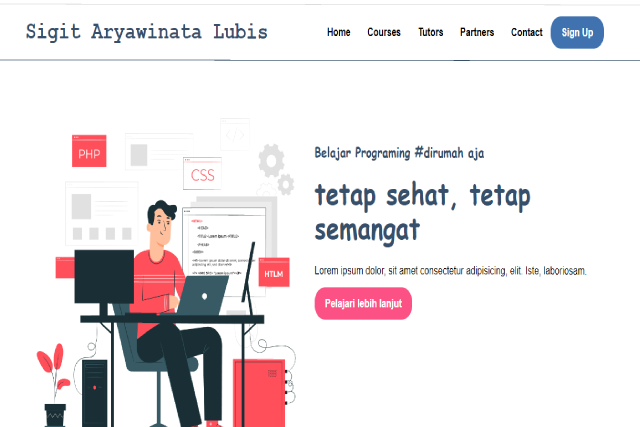 Sigit Aryawinata Lubis
Home Courses Tutors Partners Contact Sign Up
PHP
CSS
HTLM
Belajar Programing #dirumah aja
tetap sehat, tetap
semangat
Lorem ipsum dolor, sit amet consectetur adipisicing, elit. Iste, laboriosam.
Pelajari lebih lanjut